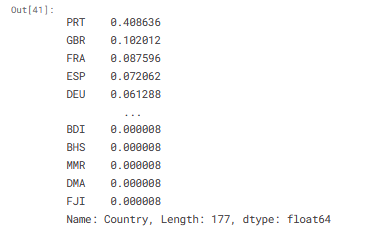 Out[41]:
PRT 0.408636
GBR 0.102012
FRA 0.087596
ESP 0.072062
DEU 0.061288
...
BDI 0.000008
BHS 0.000008
MMR 0.000008
DMA 0.000008
FJI 0.000008
Name: Country, Length: 177, dtype: float64